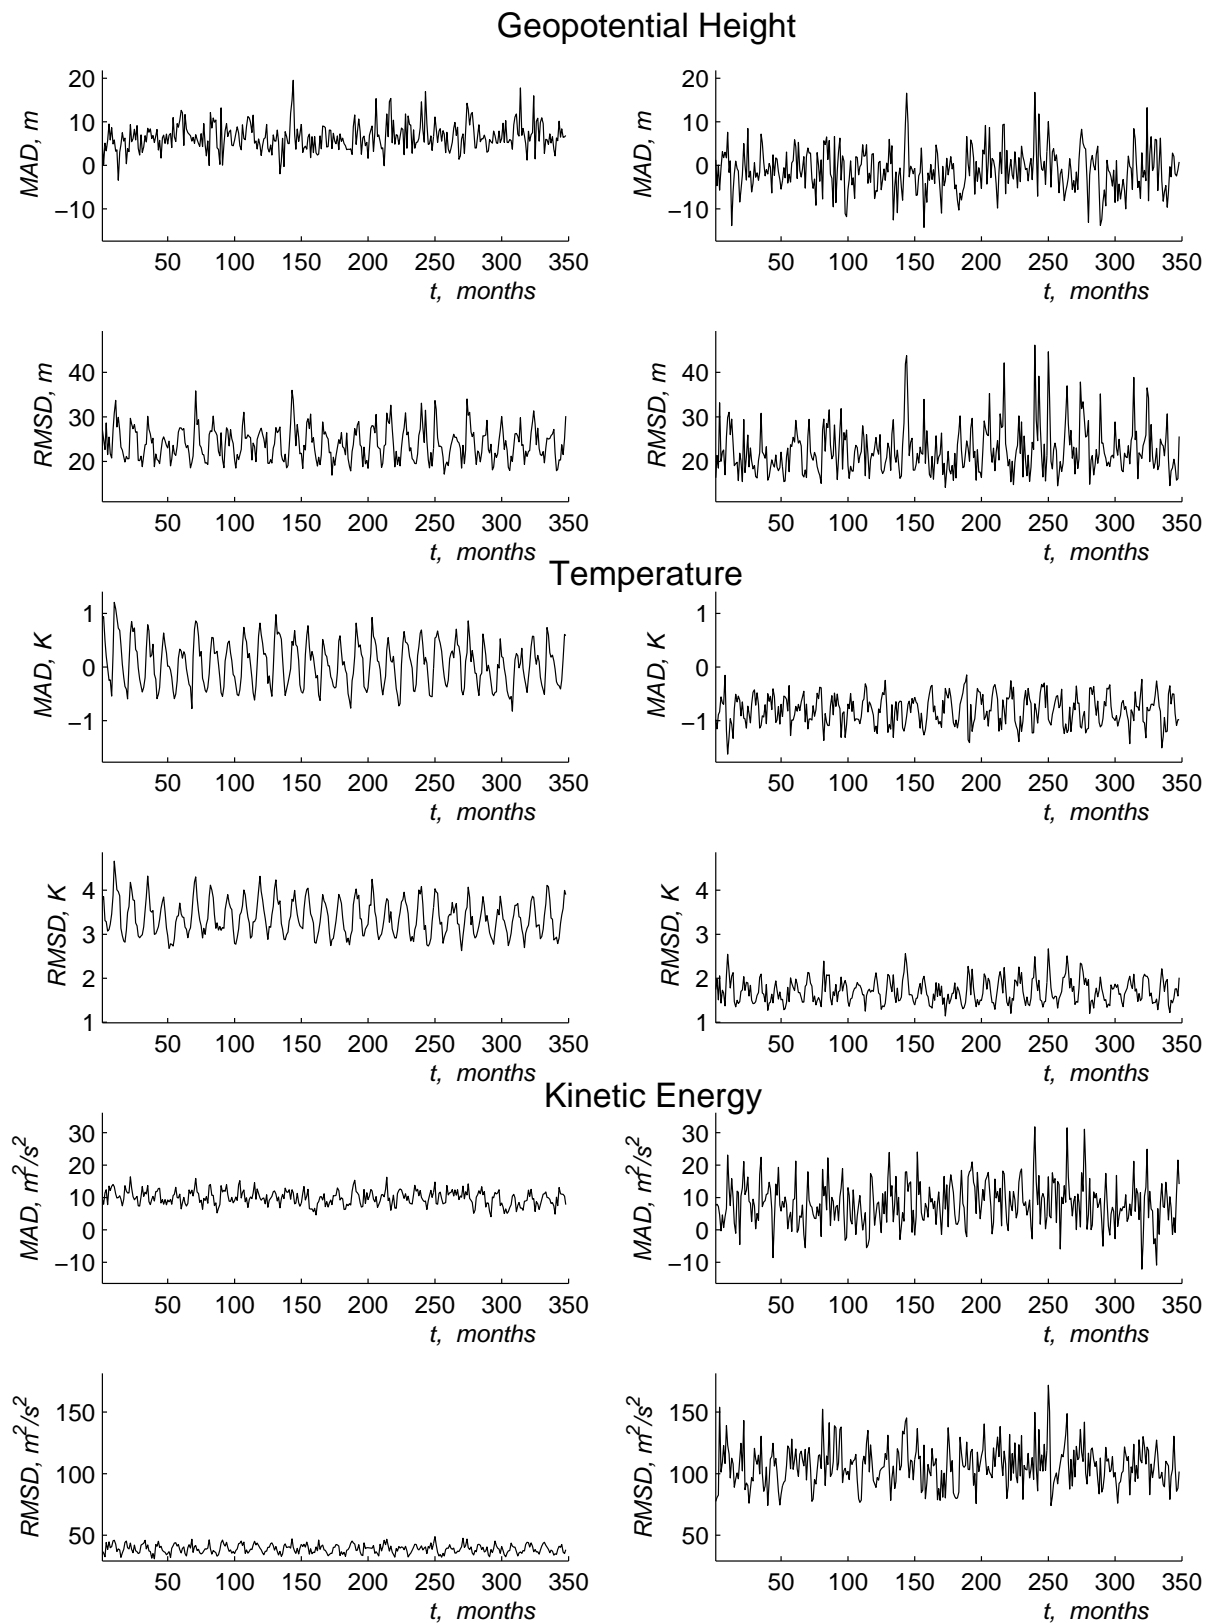 Geopotential Height
MAD, m
20
10
0
−10
50 100 150 200 250 300 350
t, months
MAD, m
20
10
0
−10
50 100 150 200 250 300 350
t, months
RMSD, m
40
30
20
50 100 150 200 250 300 350
t, months
RMSD, m
40
30
20
50 100 150 200 250 300 350
t, months
Temperature
MAD, K
1
0
−1
50 100 150 200 250 300 350
t, months
MAD, K
1
0
−1
50 100 150 200 250 300 350
t, months
RMSD, K
4
3
2
1
50 100 150 200 250 300 350
t, months
RMSD, K
4
3
2
1
50 100 150 200 250 300 350
t, months
Kinetic Energy
MAD, m²/s²
30
20
10
0
−10
50 100 150 200 250 300 350
t, months
MAD, m²/s²
30
20
10
0
−10
50 100 150 200 250 300 350
t, months
RMSD, m²/s²
150
100
50
50 100 150 200 250 300 350
t, months
RMSD, m²/s²
150
100
50
50 100 150 200 250 300 350
t, months